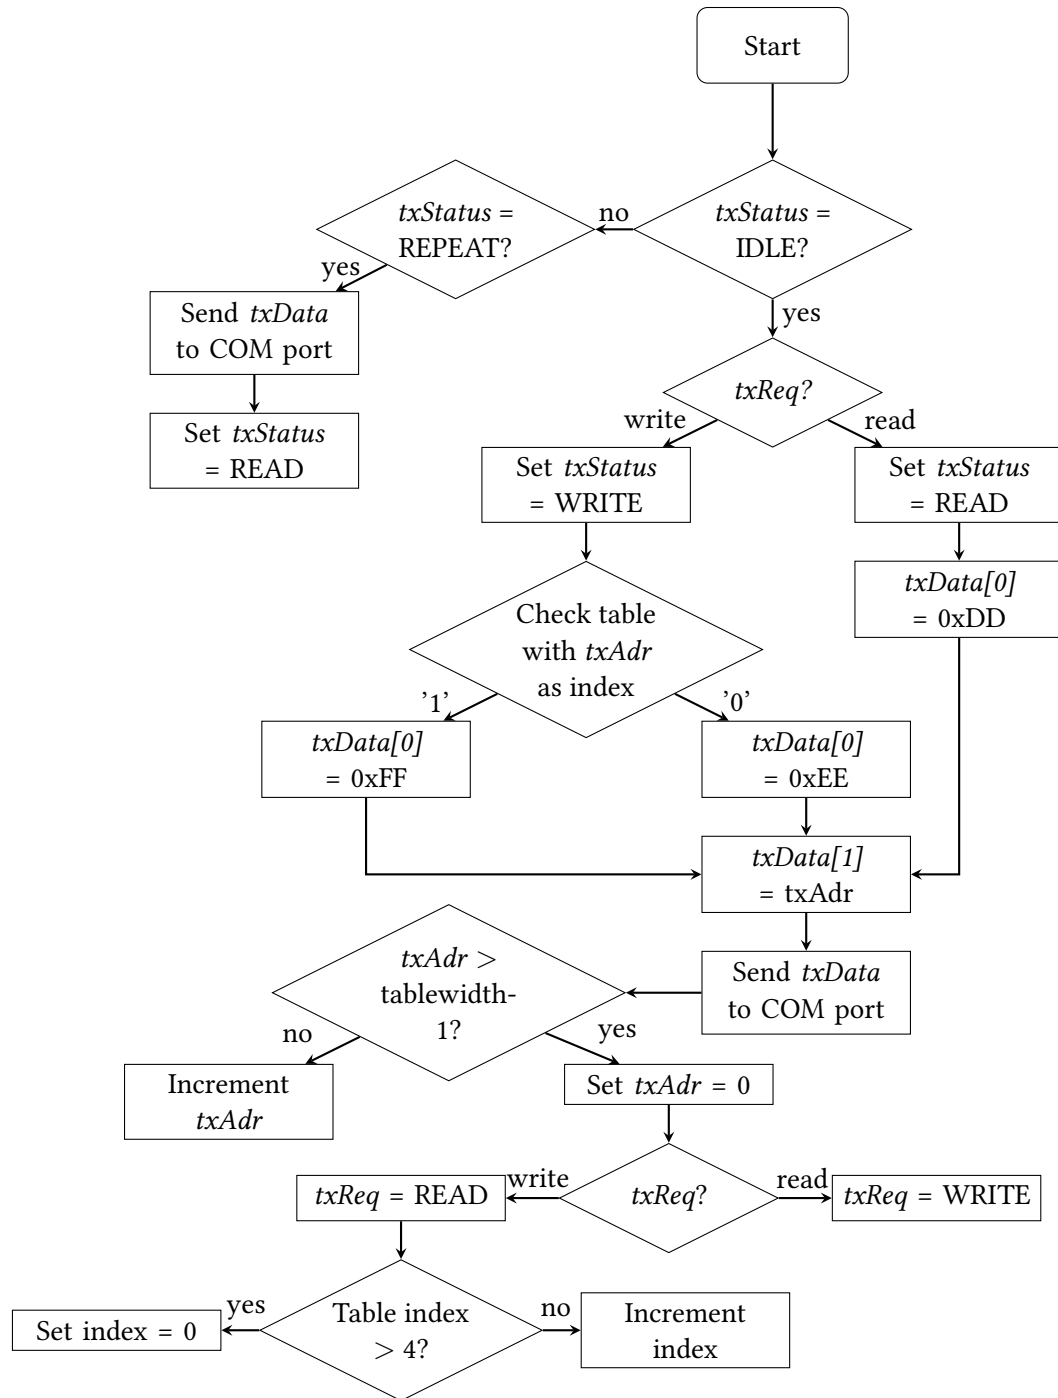 Start
txStatus =
REPEAT?
no
txStatus =
IDLE?
yes
yes
Send txData
to COM port
txReq?
write
read
Set txStatus
= READ
Set txStatus
= WRITE
Set txStatus
= READ
Check table
with txAdr
as index
txData[0]
= 0xDD
'1'
'0'
txData[0]
= 0xFF
txData[0]
= 0xEE
txData[1]
= txAdr
txAdr >
tablewidth-
1?
Send txData
to COM port
no
yes
Increment
txAdr
Set txAdr = 0
txReq = READ
write
txReq?
read
txReq = WRITE
Set index = 0
yes
Table index
> 4?
no
Increment
index